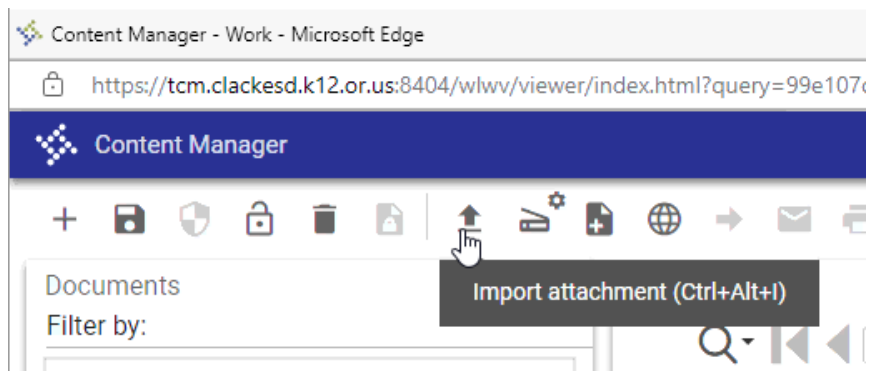 Content Manager - Work - Microsoft Edge
https://tcm.clackesd.k12.or.us:8404/wlwv/viewer/index.html?query=99e107
Content Manager
Import attachment (Ctrl+Alt+I)
Documents
Filter by: